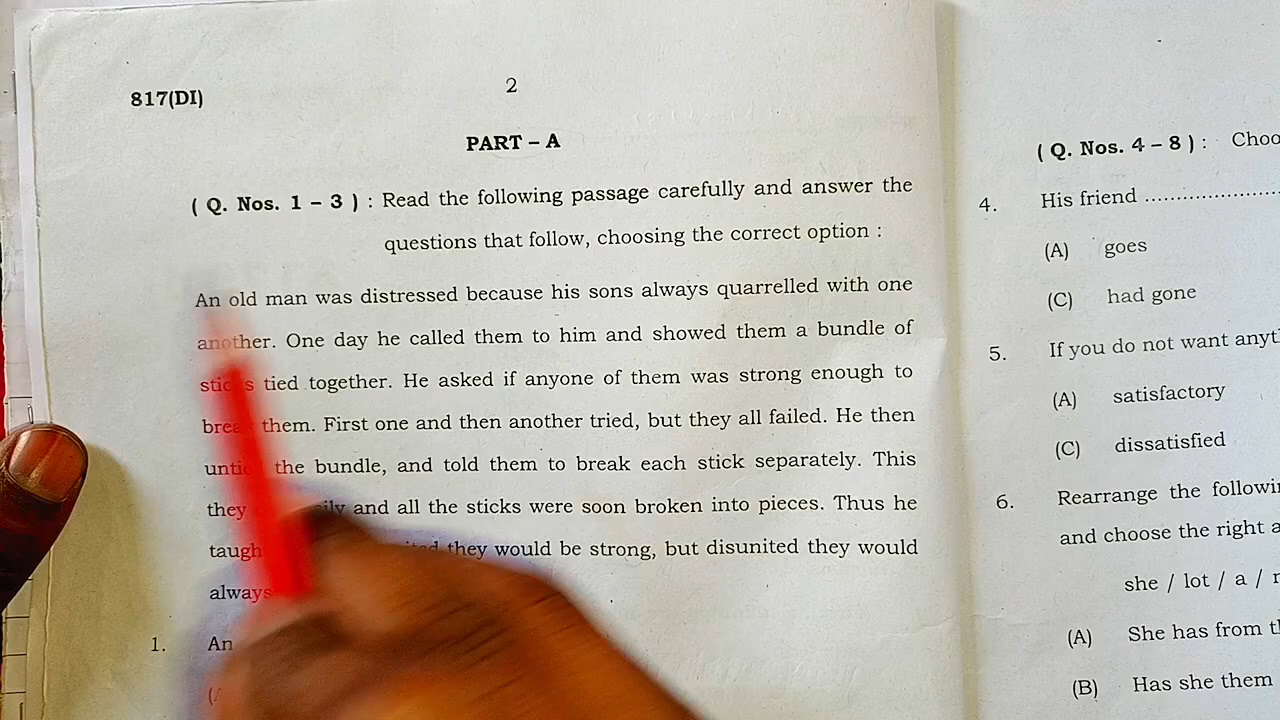 817(DI)
2
PART – A
( Q. Nos. 1 – 3 ) : Read the following passage carefully and answer the
questions that follow, choosing the correct option :
An old man was distressed because his sons always quarrelled with one
another. One day he called them to him and showed them a bundle of
sticks tied together. He asked if anyone of them was strong enough to
break them. First one and then another tried, but they all failed. He then
the bundle, and told them to break each stick separately. This
they and all the sticks were soon broken into pieces. Thus he
they would be strong, but disunited they would
always
1. An
( Q. Nos. 4 – 8 ) : Choo
4. His friend ........................
(A) goes
(C) had gone
5. If you do not want anyt
(A) satisfactory
(C) dissatisfied
6. Rearrange the followi
and choose the right a
she / lot / a /
(A) She has from t
(B) Has she them